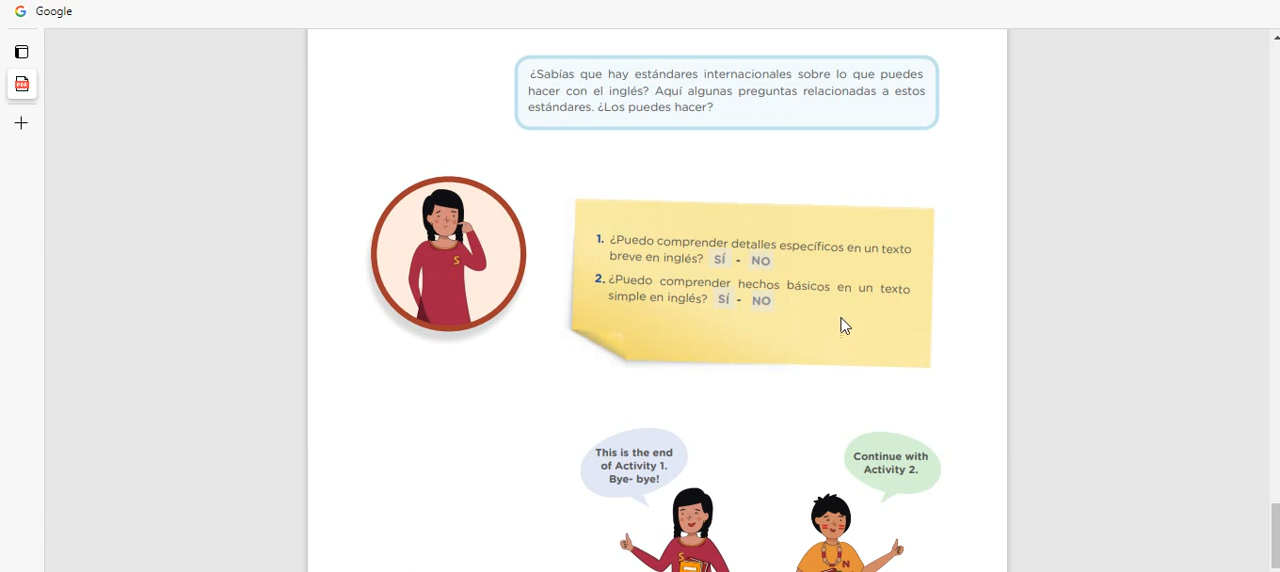 Google
PDF
¿Sabías que hay estándares internacionales sobre lo que puedes
hacer con el inglés? Aquí algunas preguntas relacionadas a estos
estándares. ¿Los puedes hacer?
1. ¿Puedo comprender detalles específicos en un texto
breve en inglés? SÍ - NO
2. ¿Puedo comprender hechos básicos en un texto
simple en inglés? SÍ - NO
S
This is the end
of Activity 1.
Bye- bye!
Continue with
Activity 2.
S
N